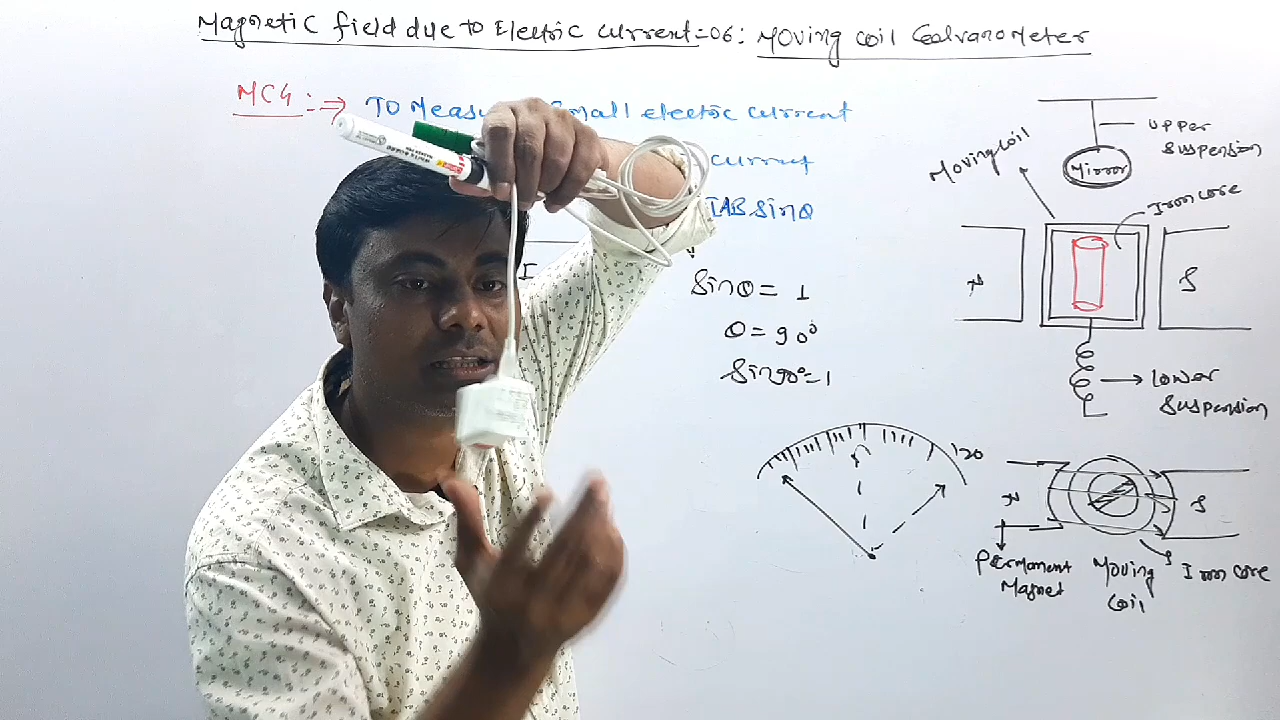 Magnetic field due to Electric current-06: Moving coil Galvanometer
MCG :⇒ To Measu small electric current
current
IAB sinθ
I
sinθ = 1
θ = 90°
sin90° = 1
120
Moving coil
upper
suspension
Mirror
Iron core
N
S
lower
suspension
N
S
Permanent
Magnet
Moving
coil
Iron core